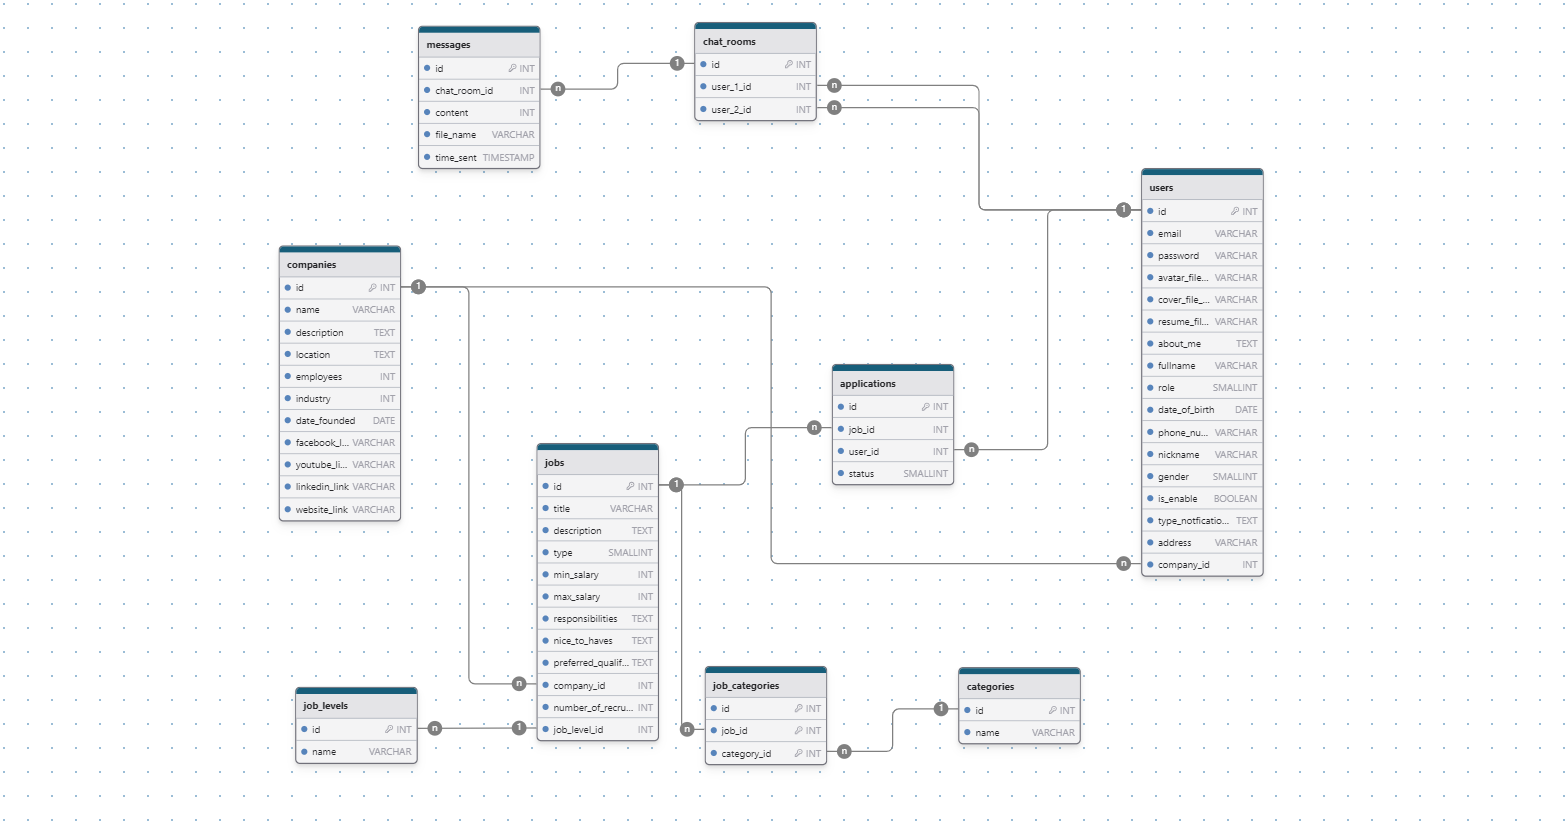 messages
id INT
chat_room_id INT
content INT
file_name VARCHAR
time_sent TIMESTAMP
1
n
chat_rooms
id INT
user_1_id INT
user_2_id INT
n
n
users
id INT
email VARCHAR
password VARCHAR
avatar_file... VARCHAR
cover_file_... VARCHAR
resume_fil... VARCHAR
about_me TEXT
fullname VARCHAR
role SMALLINT
date_of_birth DATE
phone_nu... VARCHAR
nickname VARCHAR
gender SMALLINT
is_enable BOOLEAN
type_notficatio... TEXT
address VARCHAR
company_id INT
1
n
companies
id INT
name VARCHAR
description TEXT
location TEXT
employees INT
industry INT
date_founded DATE
facebook_l... VARCHAR
youtube_li... VARCHAR
linkedin_link VARCHAR
website_link VARCHAR
1
applications
id INT
job_id INT
user_id INT
status SMALLINT
n
n
jobs
id INT
title VARCHAR
description TEXT
type SMALLINT
min_salary INT
max_salary INT
responsibilities TEXT
nice_to_haves TEXT
preferred_qualif... TEXT
company_id INT
number_of_recru... INT
job_level_id INT
1
n
1
job_levels
id INT
name VARCHAR
n
job_categories
id INT
job_id INT
category_id INT
n
n
categories
id INT
name VARCHAR
1